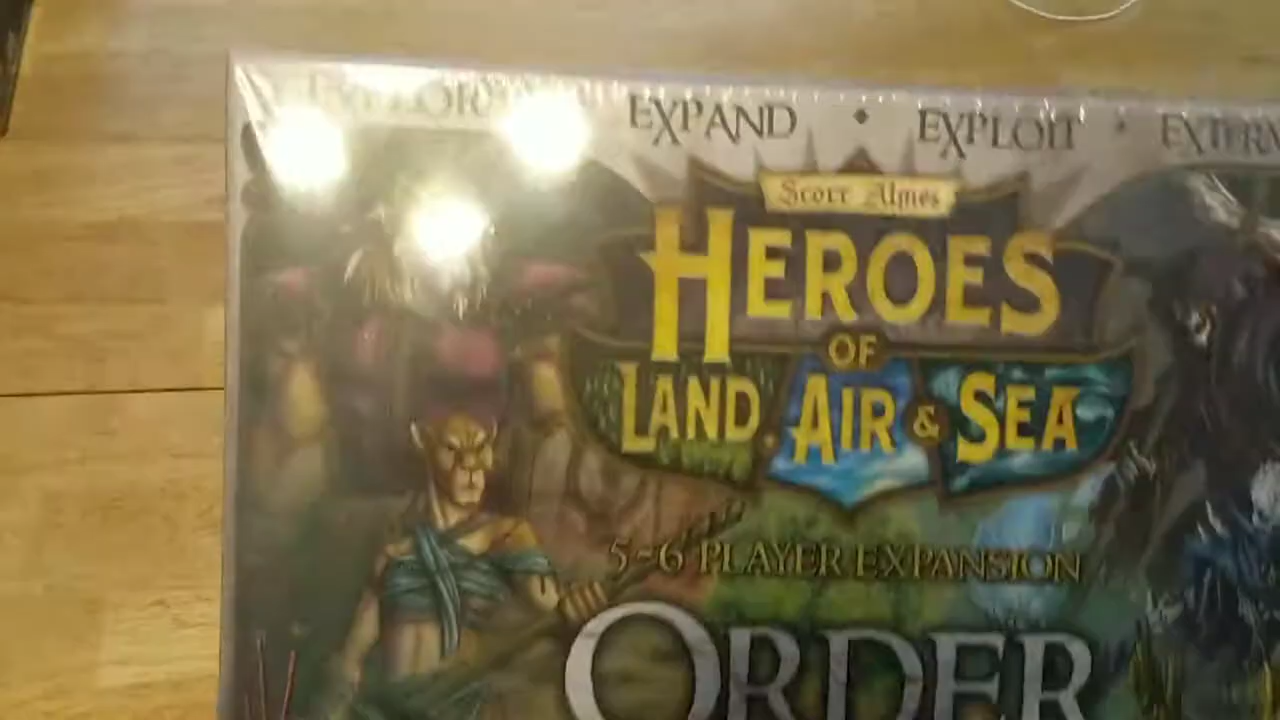 EXPAND ◆ EXPLOIT ◆
Scott Almes
HEROES
OF
LAND, AIR & SEA
5-6 PLAYER EXPANSION
ORDER